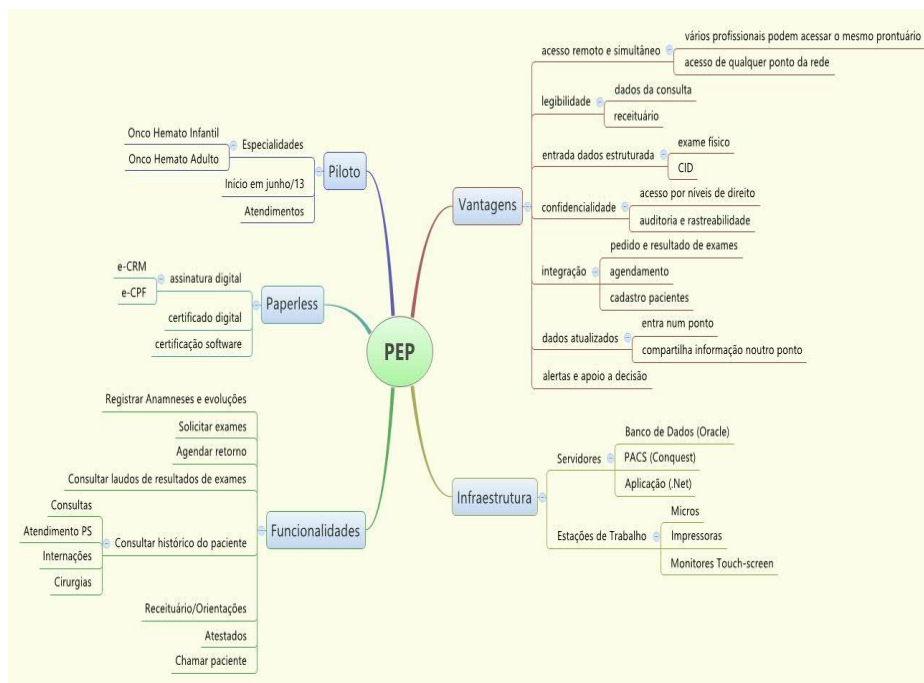 PEP
Piloto
Especialidades
Onco Hemato Infantil
Onco Hemato Adulto
Início em junho/13
Atendimentos
Paperless
assinatura digital
e-CRM
e-CPF
certificado digital
certificação software
Funcionalidades
Registrar Anamneses e evoluções
Solicitar exames
Agendar retorno
Consultar laudos de resultados de exames
Consultar histórico do paciente
Consultas
Atendimento PS
Internações
Cirurgias
Receituário/Orientações
Atestados
Chamar paciente
Vantagens
acesso remoto e simultâneo
vários profissionais podem acessar o mesmo prontuário
acesso de qualquer ponto da rede
legibilidade
dados da consulta
receituário
entrada dados estruturada
exame físico
CID
confidencialidade
acesso por níveis de direito
auditoria e rastreabilidade
integração
pedido e resultado de exames
agendamento
cadastro pacientes
dados atualizados
entra num ponto
compartilha informação noutro ponto
alertas e apoio a decisão
Infraestrutura
Servidores
Banco de Dados (Oracle)
PACS (Conquest)
Aplicação (.Net)
Estações de Trabalho
Micros
Impressoras
Monitores Touch-screen